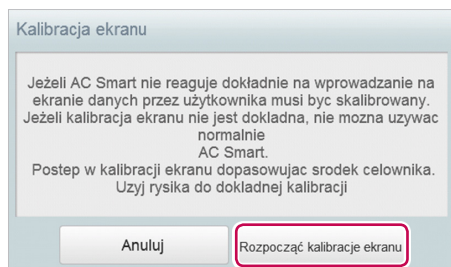 Kalibracja ekranu
Jeżeli AC Smart nie reaguje dokładnie na wprowadzanie na
ekranie danych przez użytkownika musi byc skalibrowany.
Jeżeli kalibracja ekranu nie jest dokladna, nie mozna uzywac
normalnie
AC Smart.
Postep w kalibracji ekranu dopasowujac srodek celownika.
Uzyj rysika do dokladnej kalibracji
Anuluj
Rozpocząć kalibracje ekranu